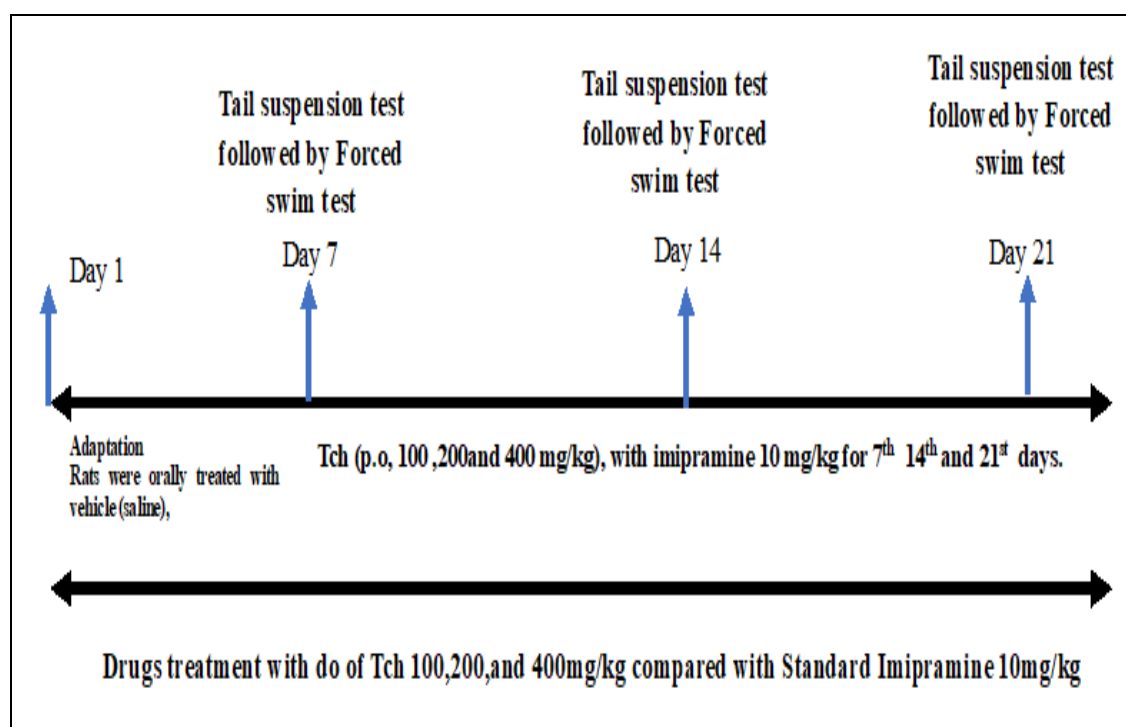 Tail suspension test
followed by Forced
swim test
Day 7
Tail suspension test
followed by Forced
swim test
Day 14
Tail suspension test
followed by Forced
swim test
Day 21
Day 1
Adaptation
Rats were orally treated with
vehicle (saline),
Tch (p.o, 100 ,200and 400 mg/kg), with imipramine 10 mg/kg for 7th 14th and 21st days.
Drugs treatment with do of Tch 100,200,and 400mg/kg compared with Standard Imipramine 10mg/kg